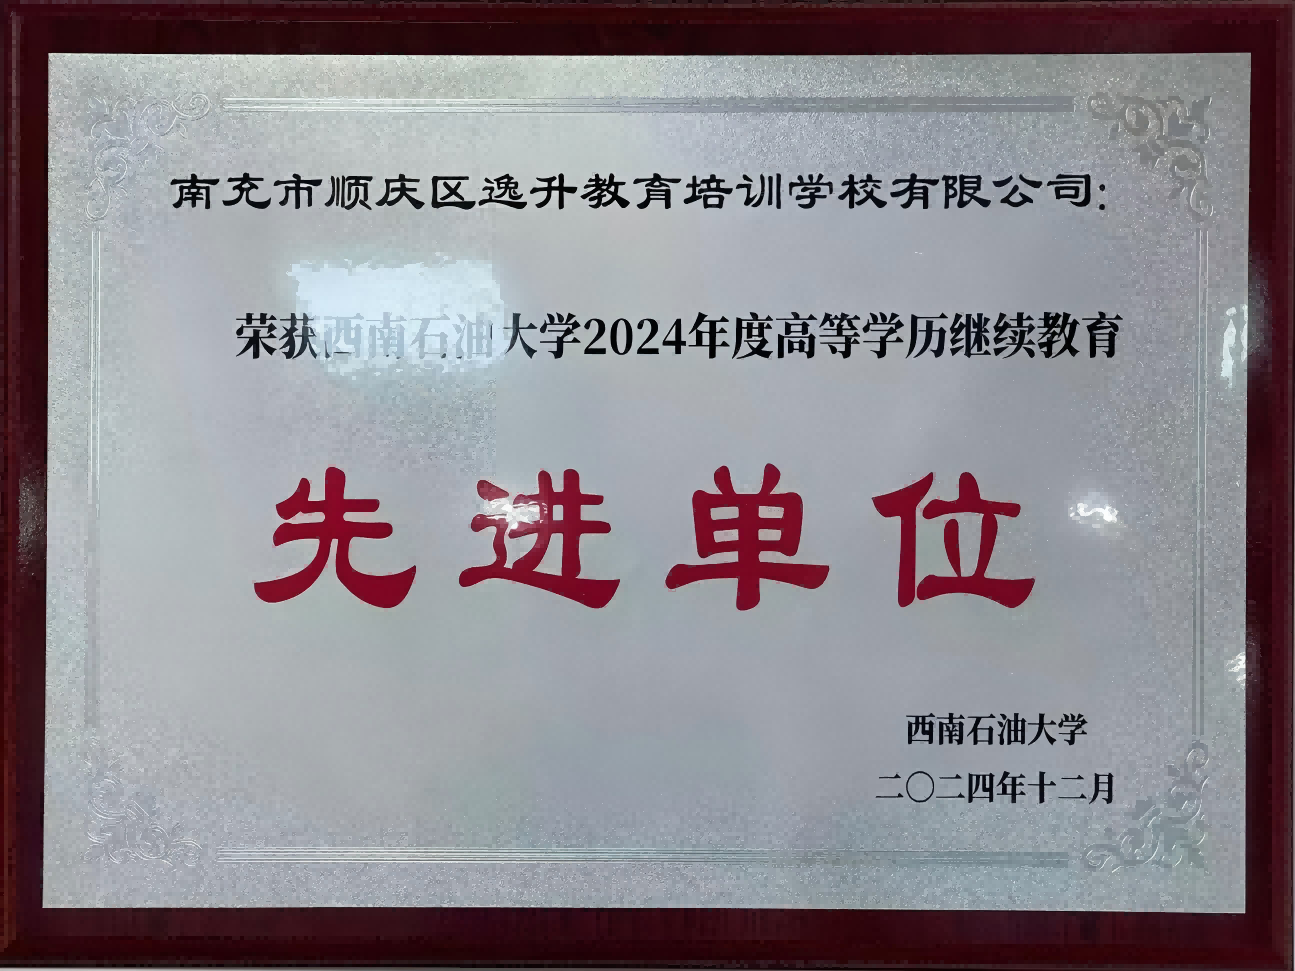 南充市顺庆区逸升教育培训学校有限公司:
荣获西南石油大学2024年度高等学历继续教育
先进单位
西南石油大学
二〇二四年十二月